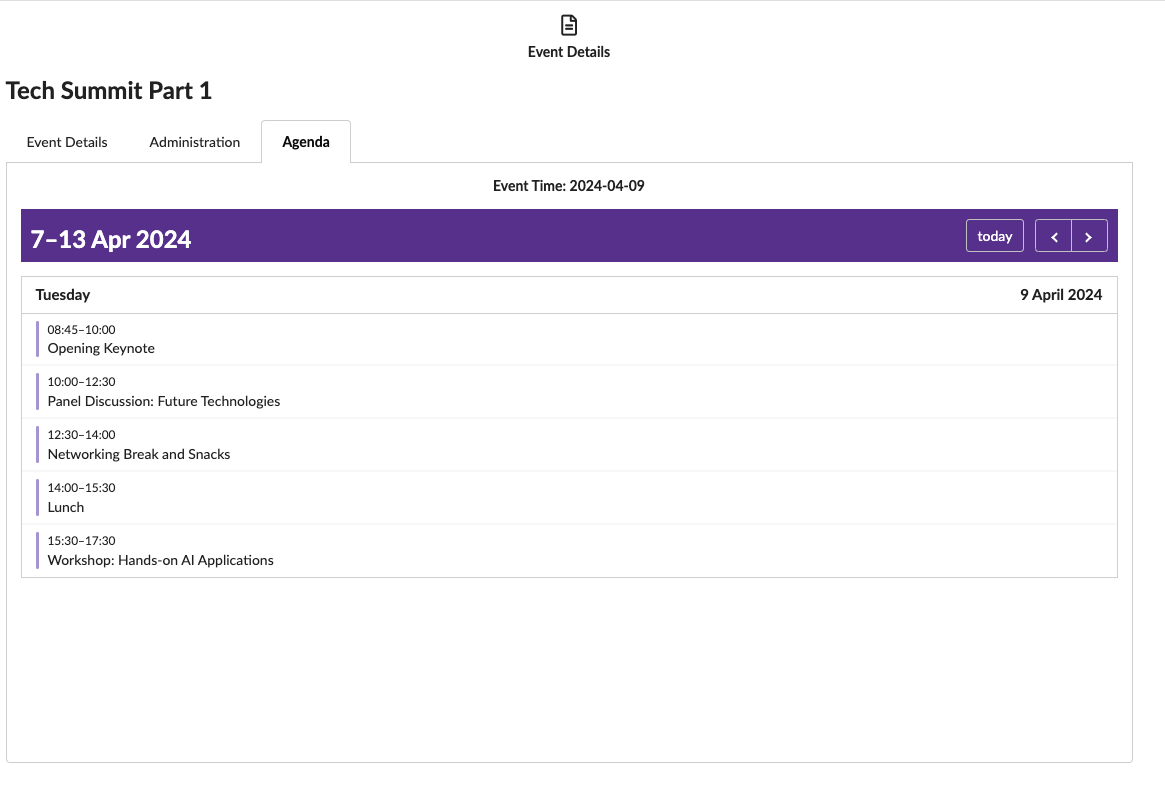 Event Details
Tech Summit Part 1
Event Details Administration Agenda
Event Time: 2024-04-09
7–13 Apr 2024 today
Tuesday 9 April 2024
08:45–10:00
Opening Keynote
10:00–12:30
Panel Discussion: Future Technologies
12:30–14:00
Networking Break and Snacks
14:00–15:30
Lunch
15:30–17:30
Workshop: Hands-on AI Applications